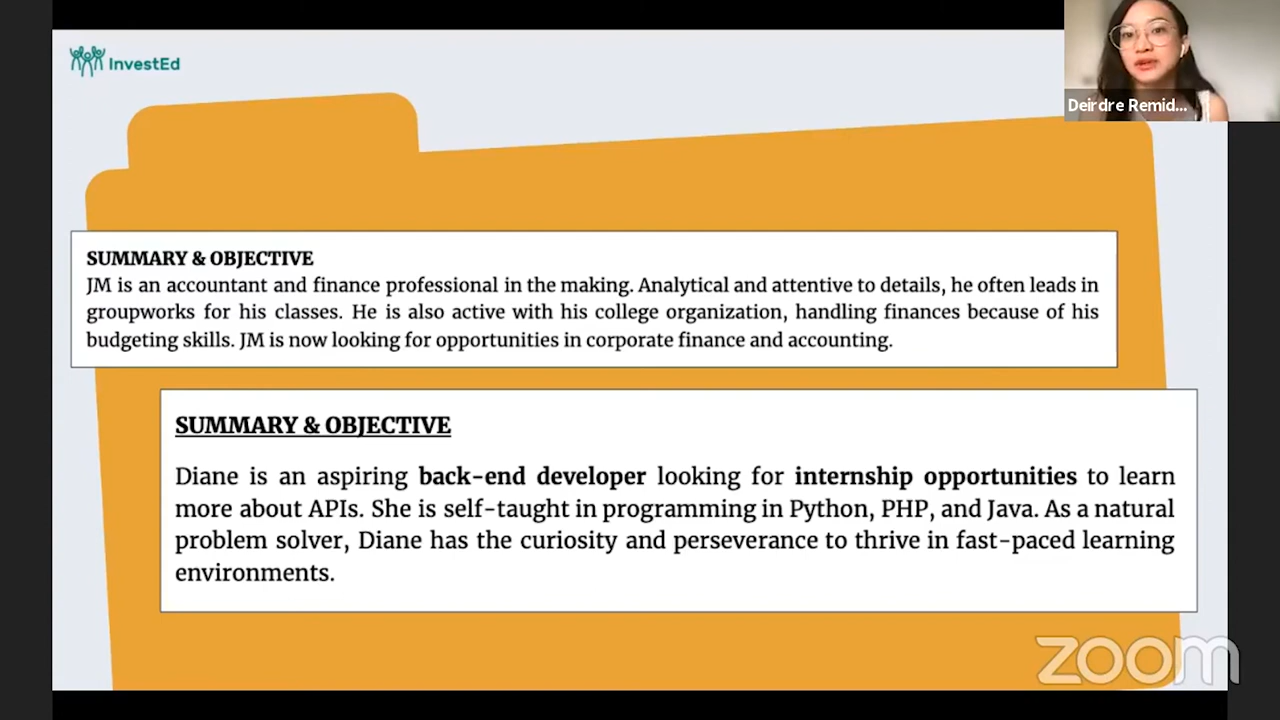 InvestEd
Deirdre Remid...
SUMMARY & OBJECTIVE
JM is an accountant and finance professional in the making. Analytical and attentive to details, he often leads in
groupworks for his classes. He is also active with his college organization, handling finances because of his
budgeting skills. JM is now looking for opportunities in corporate finance and accounting.
SUMMARY & OBJECTIVE
Diane is an aspiring back-end developer looking for internship opportunities to learn
more about APIs. She is self-taught in programming in Python, PHP, and Java. As a natural
problem solver, Diane has the curiosity and perseverance to thrive in fast-paced learning
environments.
zoom